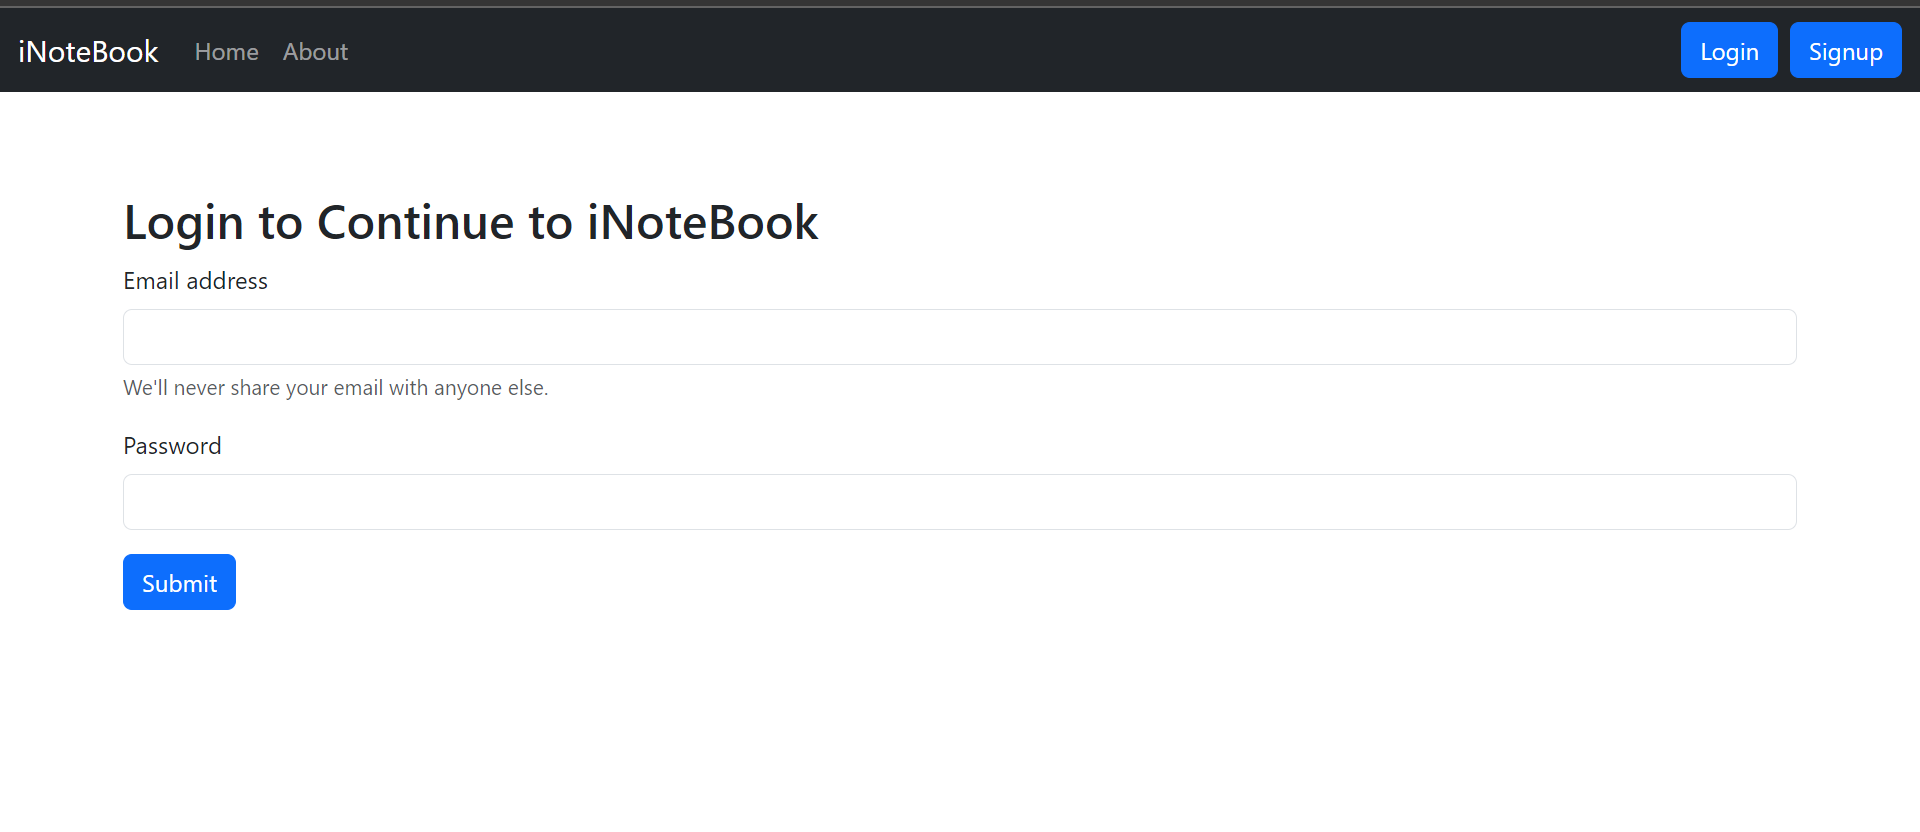 iNoteBook Home About Login Signup
Login to Continue to iNoteBook
Email address
We'll never share your email with anyone else.
Password
Submit